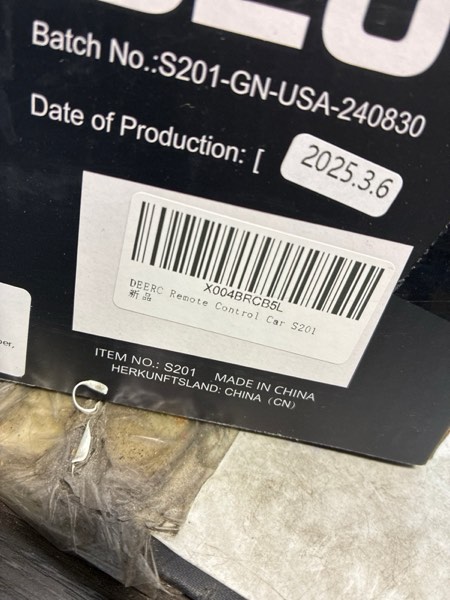 S20
Batch No.:S201-GN-USA-240830
Date of Production: [
2025.3.6
X004BRCB5L
DEERC Remote Control Car S201
新品
ITEM NO.: S201 MADE IN CHINA
HERKUNFTSLAND: CHINA (CN)